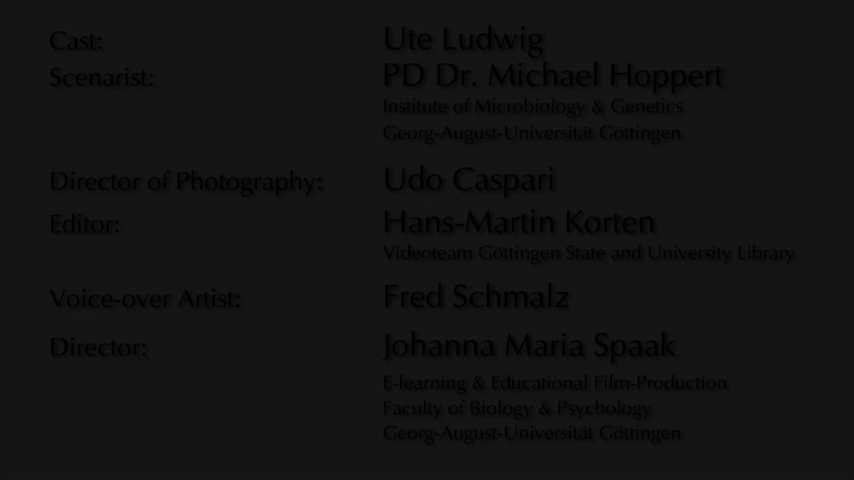 Cast: Ute Ludwig
Scenarist: PD Dr. Michael Hoppert
Institute of Microbiology & Genetics
Georg-August-Universität Göttingen
Director of Photography: Udo Caspari
Editor: Hans-Martin Korten
Videoteam Göttingen State and University Library
Voice-over Artist: Fred Schmalz
Director: Johanna Maria Spaak
E-learning & Educational Film-Production
Faculty of Biology & Psychology
Georg-August-Universität Göttingen